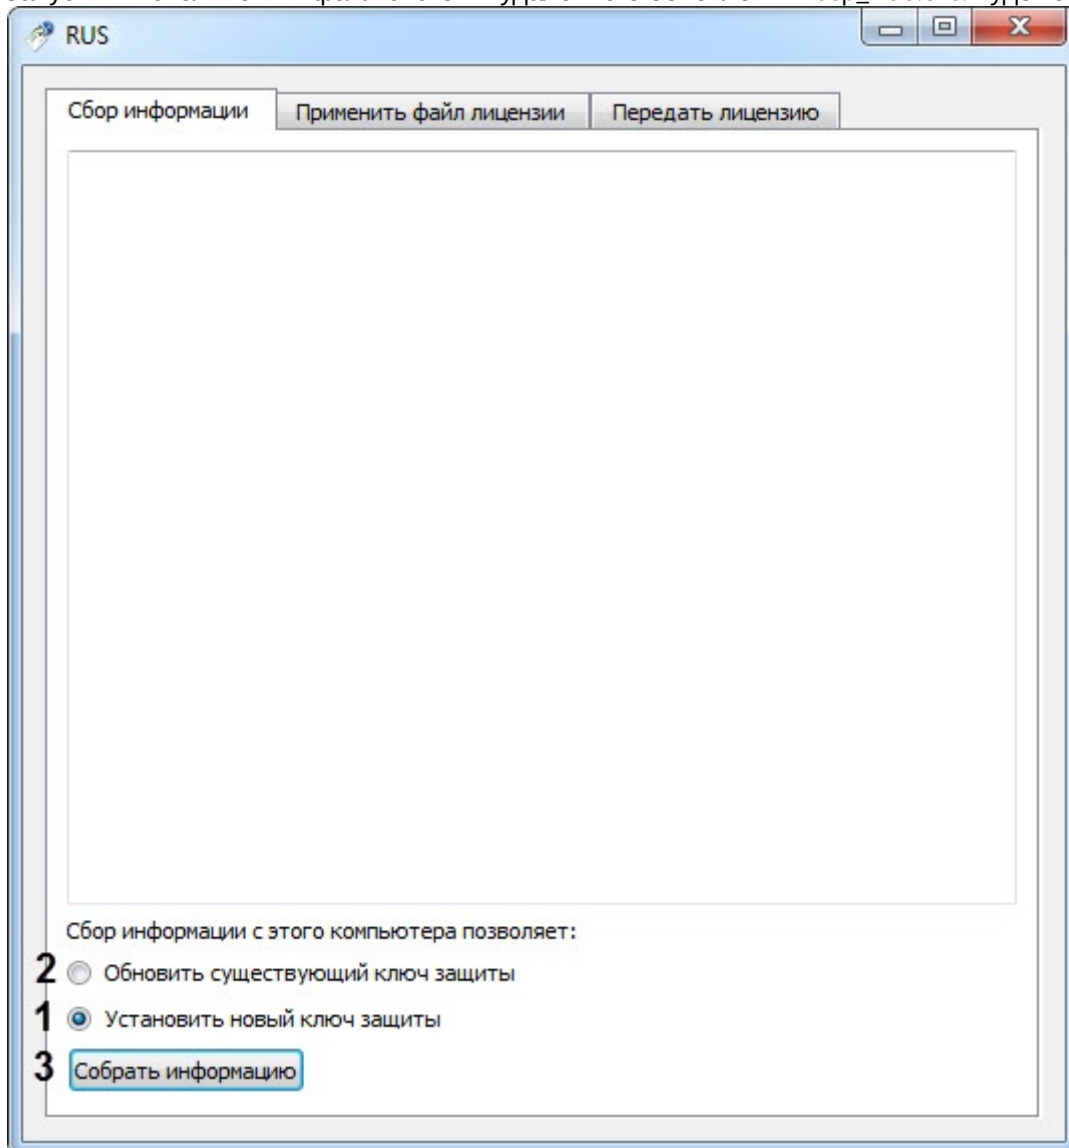 RUS
Сбор информации
Применить файл лицензии
Передать лицензию
Сбор информации с этого компьютера позволяет:
2 Обновить существующий ключ защиты
1 Установить новый ключ защиты
3 Собрать информацию